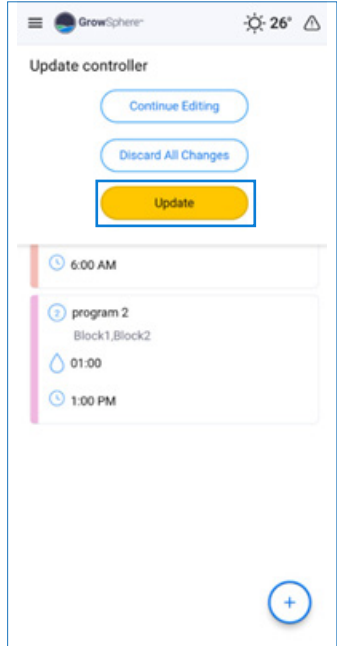 GrowSphere™
26°
Update controller
Continue Editing
Discard All Changes
Update
6:00 AM
2 program 2
Block1,Block2
01:00
1:00 PM
+